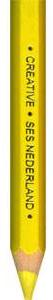 • CREATIVE • SES NEDERLAND •